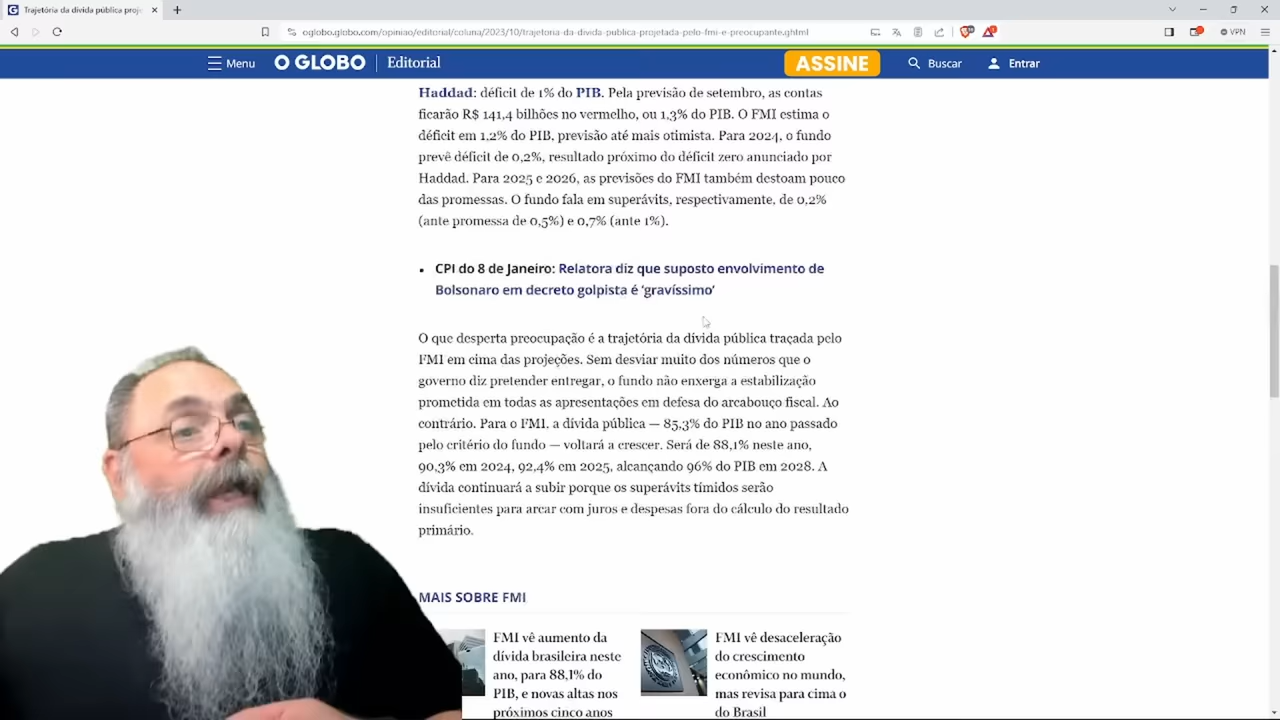 Trajetória da dívida pública proj
oglobo.globo.com/opiniao/editorial/coluna/2023/10/trajetoria-da-divida-publica-projetada-pelo-fmi-e-preocupante.ghtml
VPN
Menu
O GLOBO
Editorial
ASSINE
Buscar
Entrar
Haddad: déficit de 1% do PIB. Pela previsão de setembro, as contas
ficarão R$ 141,4 bilhões no vermelho, ou 1,3% do PIB. O FMI estima o
déficit em 1,2% do PIB, previsão até mais otimista. Para 2024, o fundo
prevê déficit de 0,2%, resultado próximo do déficit zero anunciado por
Haddad. Para 2025 e 2026, as previsões do FMI também destoam pouco
das promessas. O fundo fala em superávits, respectivamente, de 0,2%
(ante promessa de 0,5%) e 0,7% (ante 1%).
• CPI do 8 de Janeiro: Relatora diz que suposto envolvimento de
Bolsonaro em decreto golpista é ‘gravíssimo’
O que desperta preocupação é a trajetória da dívida pública traçada pelo
FMI em cima das projeções. Sem desviar muito dos números que o
governo diz pretender entregar, o fundo não enxerga a estabilização
prometida em todas as apresentações em defesa do arcabouço fiscal. Ao
contrário. Para o FMI, a dívida pública — 85,3% do PIB no ano passado
pelo critério do fundo — voltará a crescer. Será de 88,1% neste ano,
90,3% em 2024, 92,4% em 2025, alcançando 96% do PIB em 2028. A
dívida continuará a subir porque os superávits tímidos serão
insuficientes para arcar com juros e despesas fora do cálculo do resultado
primário.
MAIS SOBRE FMI
FMI vê aumento da
dívida brasileira neste
ano, para 88,1% do
PIB, e novas altas nos
próximos cinco anos
FMI vê desaceleração
do crescimento
econômico no mundo,
mas revisa para cima o
do Brasil